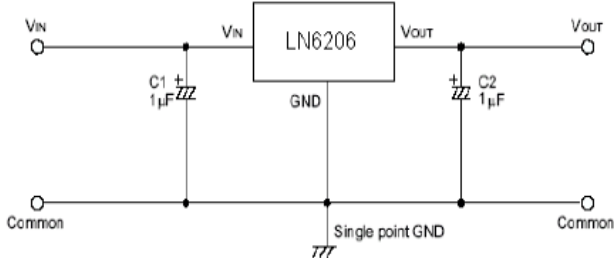 VIN
VIN
LN6206
VOUT
VOUT
C1
1μF
+
GND
+
C2
1μF
Common
Single point GND
Common